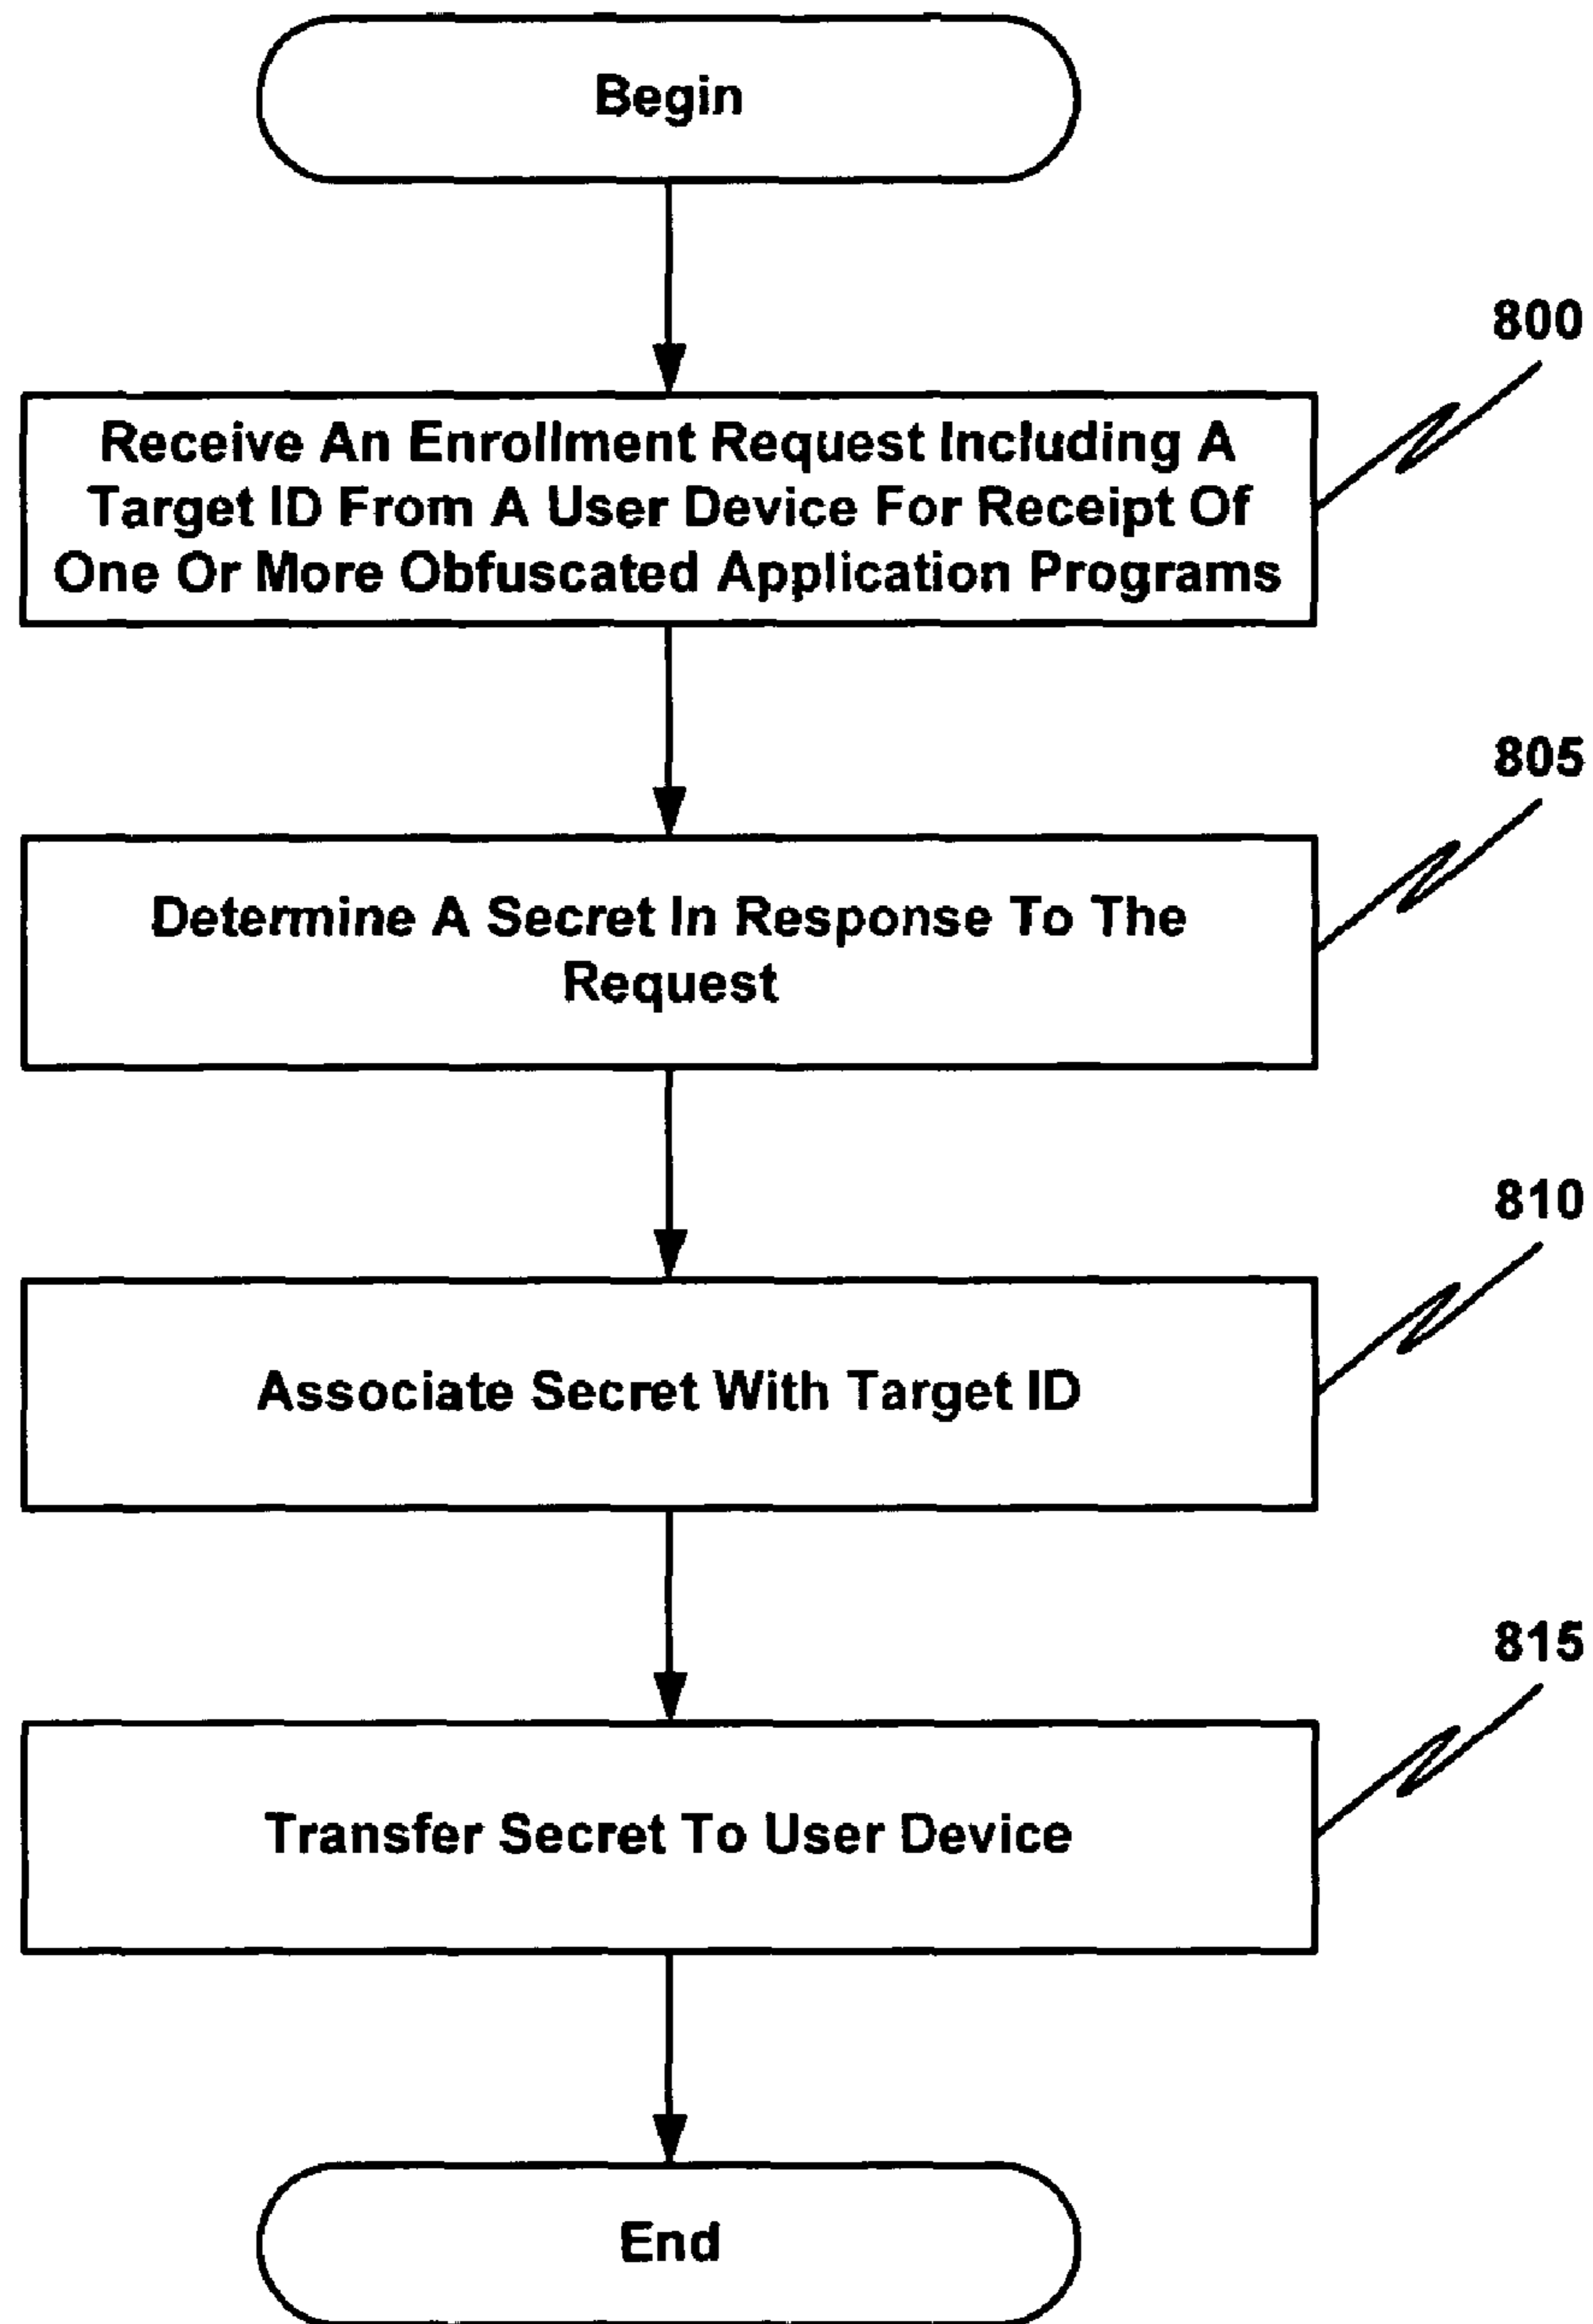 Begin
800
Receive An Enrollment Request Including A
Target ID From A User Device For Receipt Of
One Or More Obfuscated Application Programs
805
Determine A Secret In Response To The
Request
810
Associate Secret With Target ID
815
Transfer Secret To User Device
End